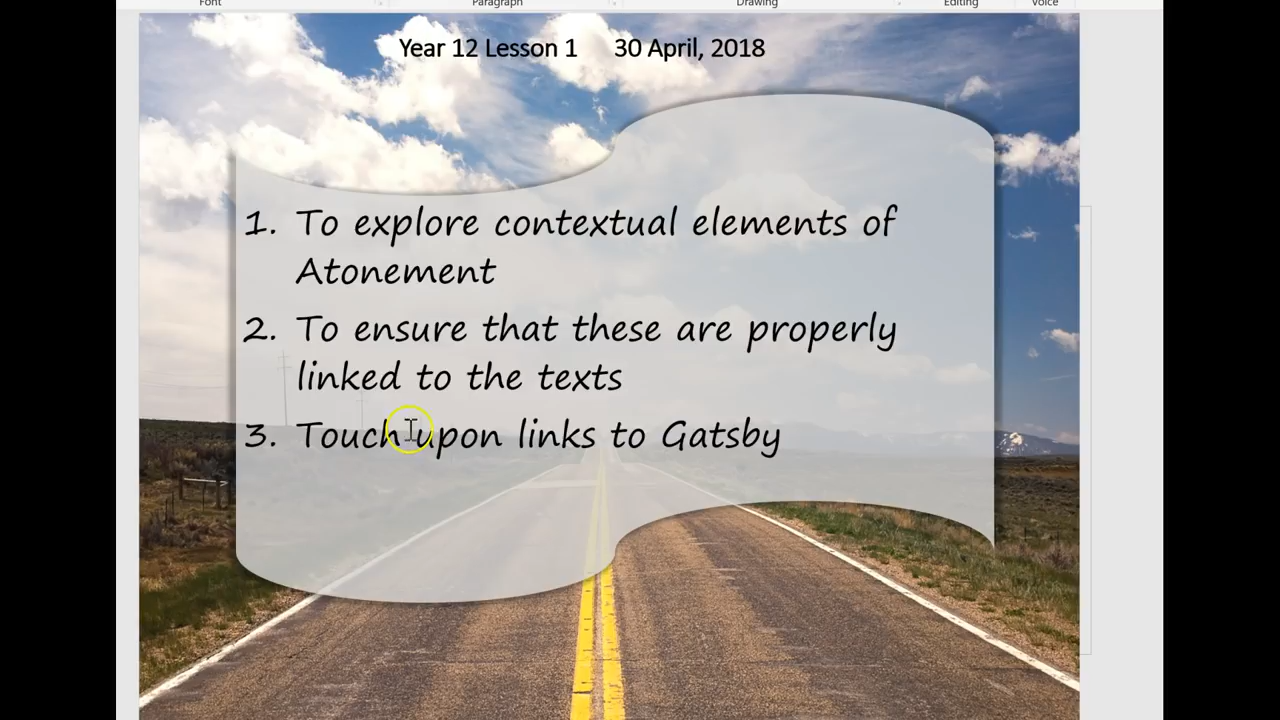 Font Paragraph Drawing Editing Voice
Year 12 Lesson 1 30 April, 2018
1. To explore contextual elements of
Atonement
2. To ensure that these are properly
linked to the texts
3. Touch upon links to Gatsby